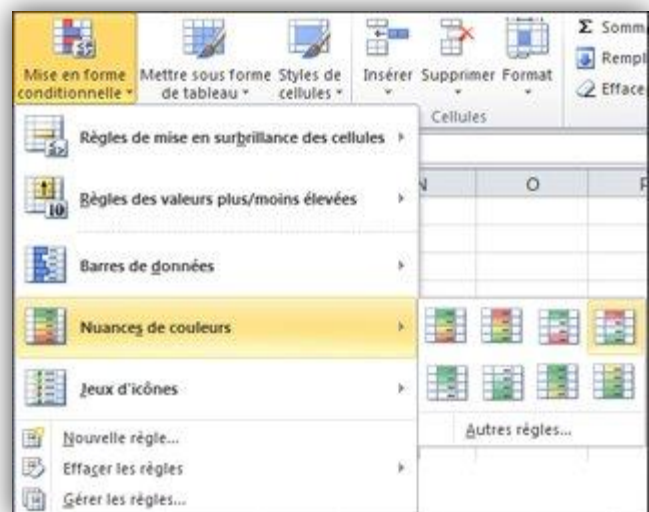 Mise en forme conditionnelle
Mettre sous forme de tableau
Styles de cellules
Insérer
Supprimer
Format
Σ Somm
Rempl
Efface
Cellules
Règles de mise en surbrillance des cellules
Règles des valeurs plus/moins élevées
10
Barres de données
Nuances de couleurs
Jeux d'icônes
Nouvelle règle...
Effacer les règles
Gérer les règles...
O
Autres règles...